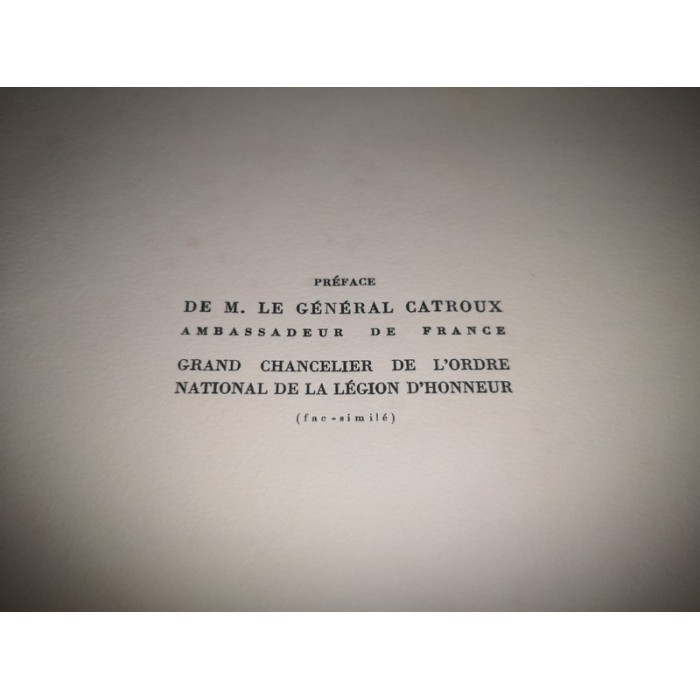 PRÉFACE
DE M. LE GÉNÉRAL CATROUX
AMBASSADEUR DE FRANCE
GRAND CHANCELIER DE L'ORDRE
NATIONAL DE LA LÉGION D'HONNEUR
(fac-similé)